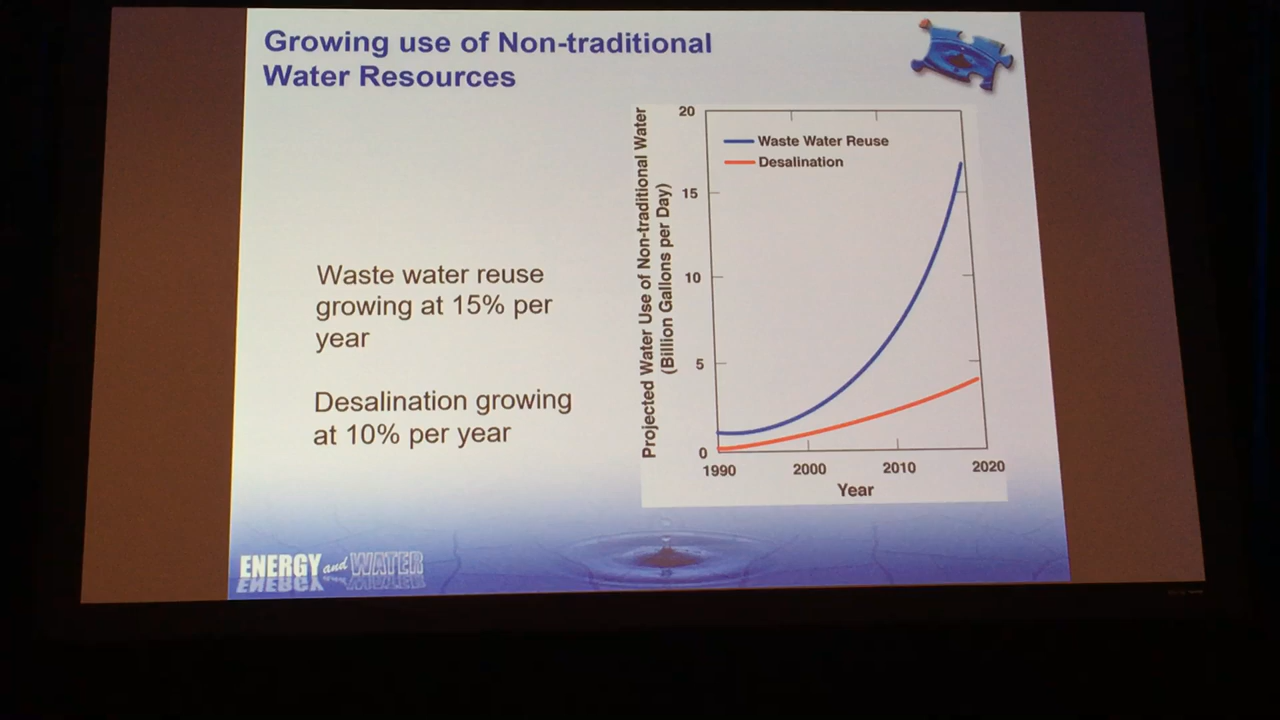 Growing use of Non-traditional
Water Resources
Waste water reuse
growing at 15% per
year
Desalination growing
at 10% per year
Projected Water Use of Non-traditional Water
(Billion Gallons per Day)
20
15
10
5
0
Waste Water Reuse
Desalination
1990
2000
2010
2020
Year
ENERGY and WATER